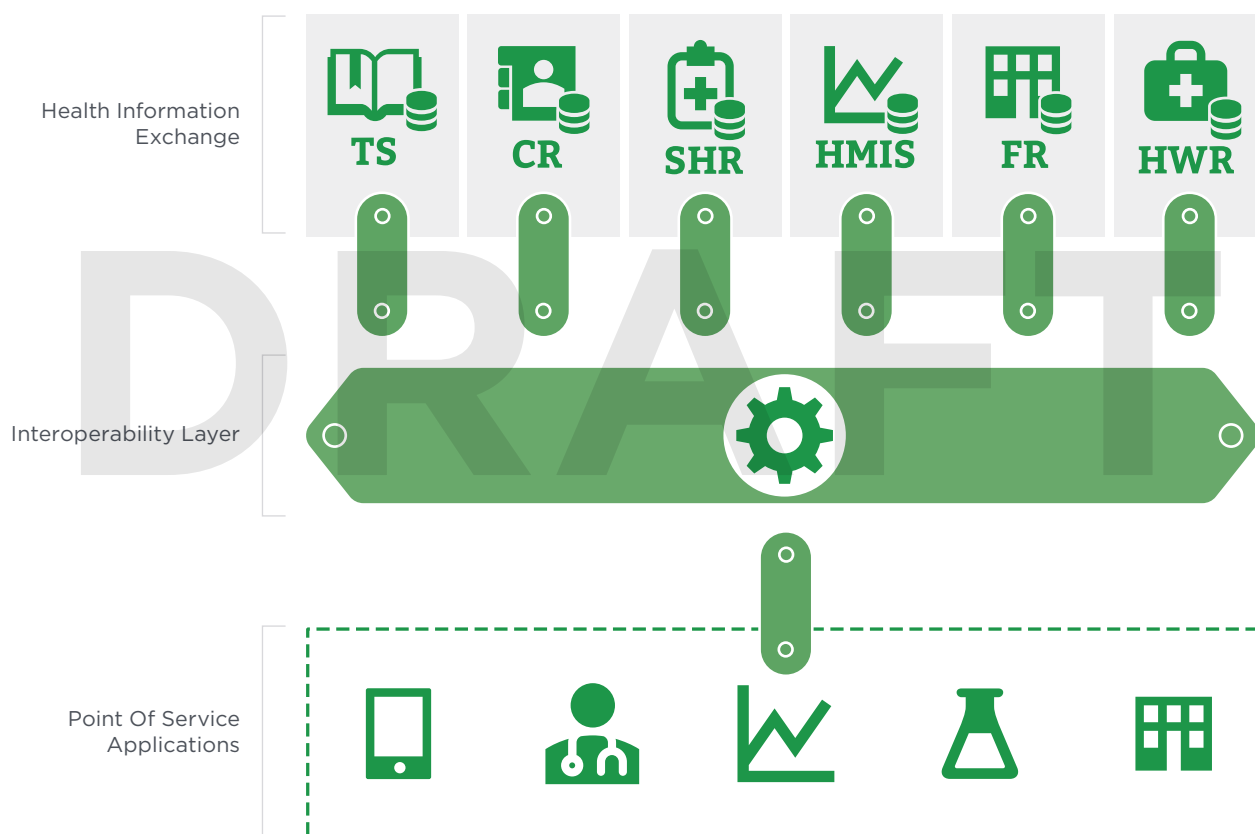 Health Information
Exchange
TS
CR
SHR
HMIS
FR
HWR
DRAFT
Interoperability Layer
Point Of Service
Applications